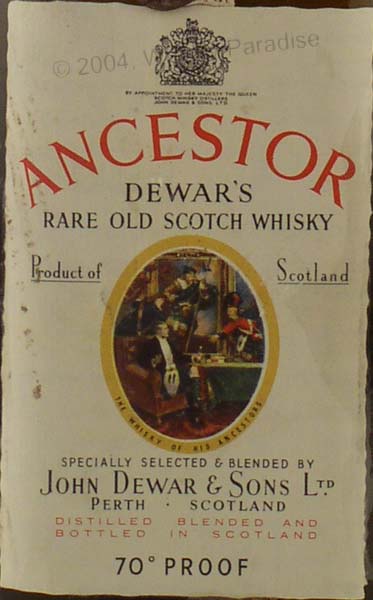 © 2004, Paradise
BY APPOINTMENT TO HER MAJESTY THE QUEEN
SCOTCH WHISKY DISTILLERS
JOHN DEWAR & SONS LTD
ANCESTOR
DEWAR'S
RARE OLD SCOTCH WHISKY
Product of Scotland
THE WHISKY OF HIS ANCESTORS
SPECIALLY SELECTED & BLENDED BY
JOHN DEWAR & SONS LTD
PERTH · SCOTLAND
DISTILLED BLENDED AND
BOTTLED IN SCOTLAND
70° PROOF